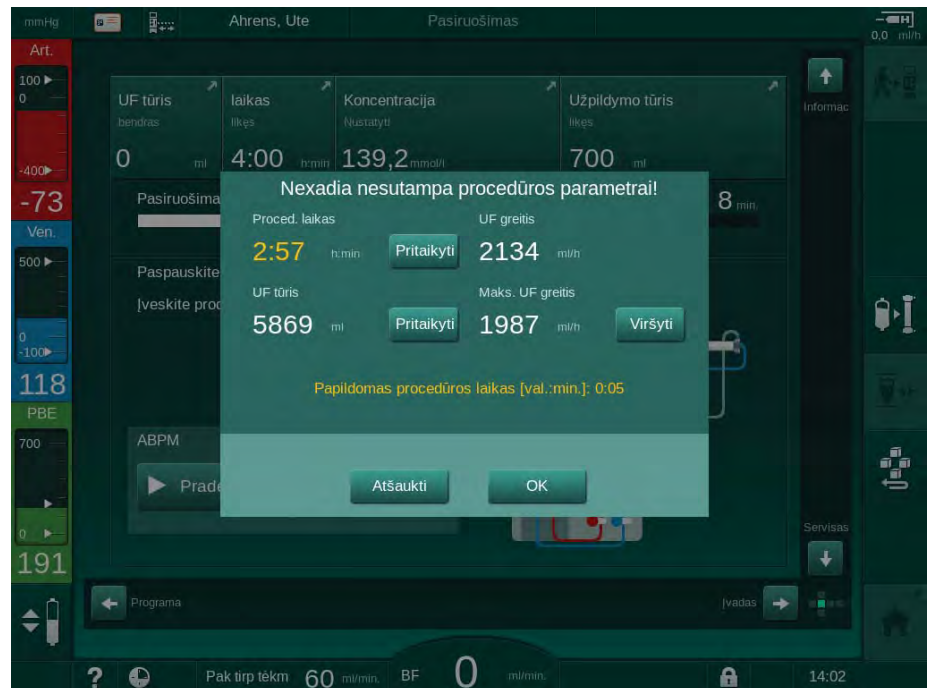 mmHg
Ahrens, Ute
Pasiruošimas
0,0 ml/h
Art.
100
0
-400
-73
Ven.
500
0
-100
118
PBE
700
0
191
UF tūris
bendras
0 ml
laikas
likęs
4:00 h:min
Koncentracija
Nustatyti
139,2 mmol/l
Užpildymo tūris
likęs
700 ml
Informac
Pasiruošima
8 min.
Paspauskite
Įveskite proc
Nexadia nesutampa procedūros parametrai!
Proced. laikas
2:57 h:min
Pritaikyti
UF greitis
2134 ml/h
UF tūris
5869 ml
Pritaikyti
Maks. UF greitis
1987 ml/h
Viršyti
Papildomas procedūros laikas [val.:min.]: 0:05
Atšaukti
OK
ABPM
Prade
Servisas
Programa
Įvadas
?
Pak tirp tėkm 60 ml/min.
BF 0 ml/min.
14:02